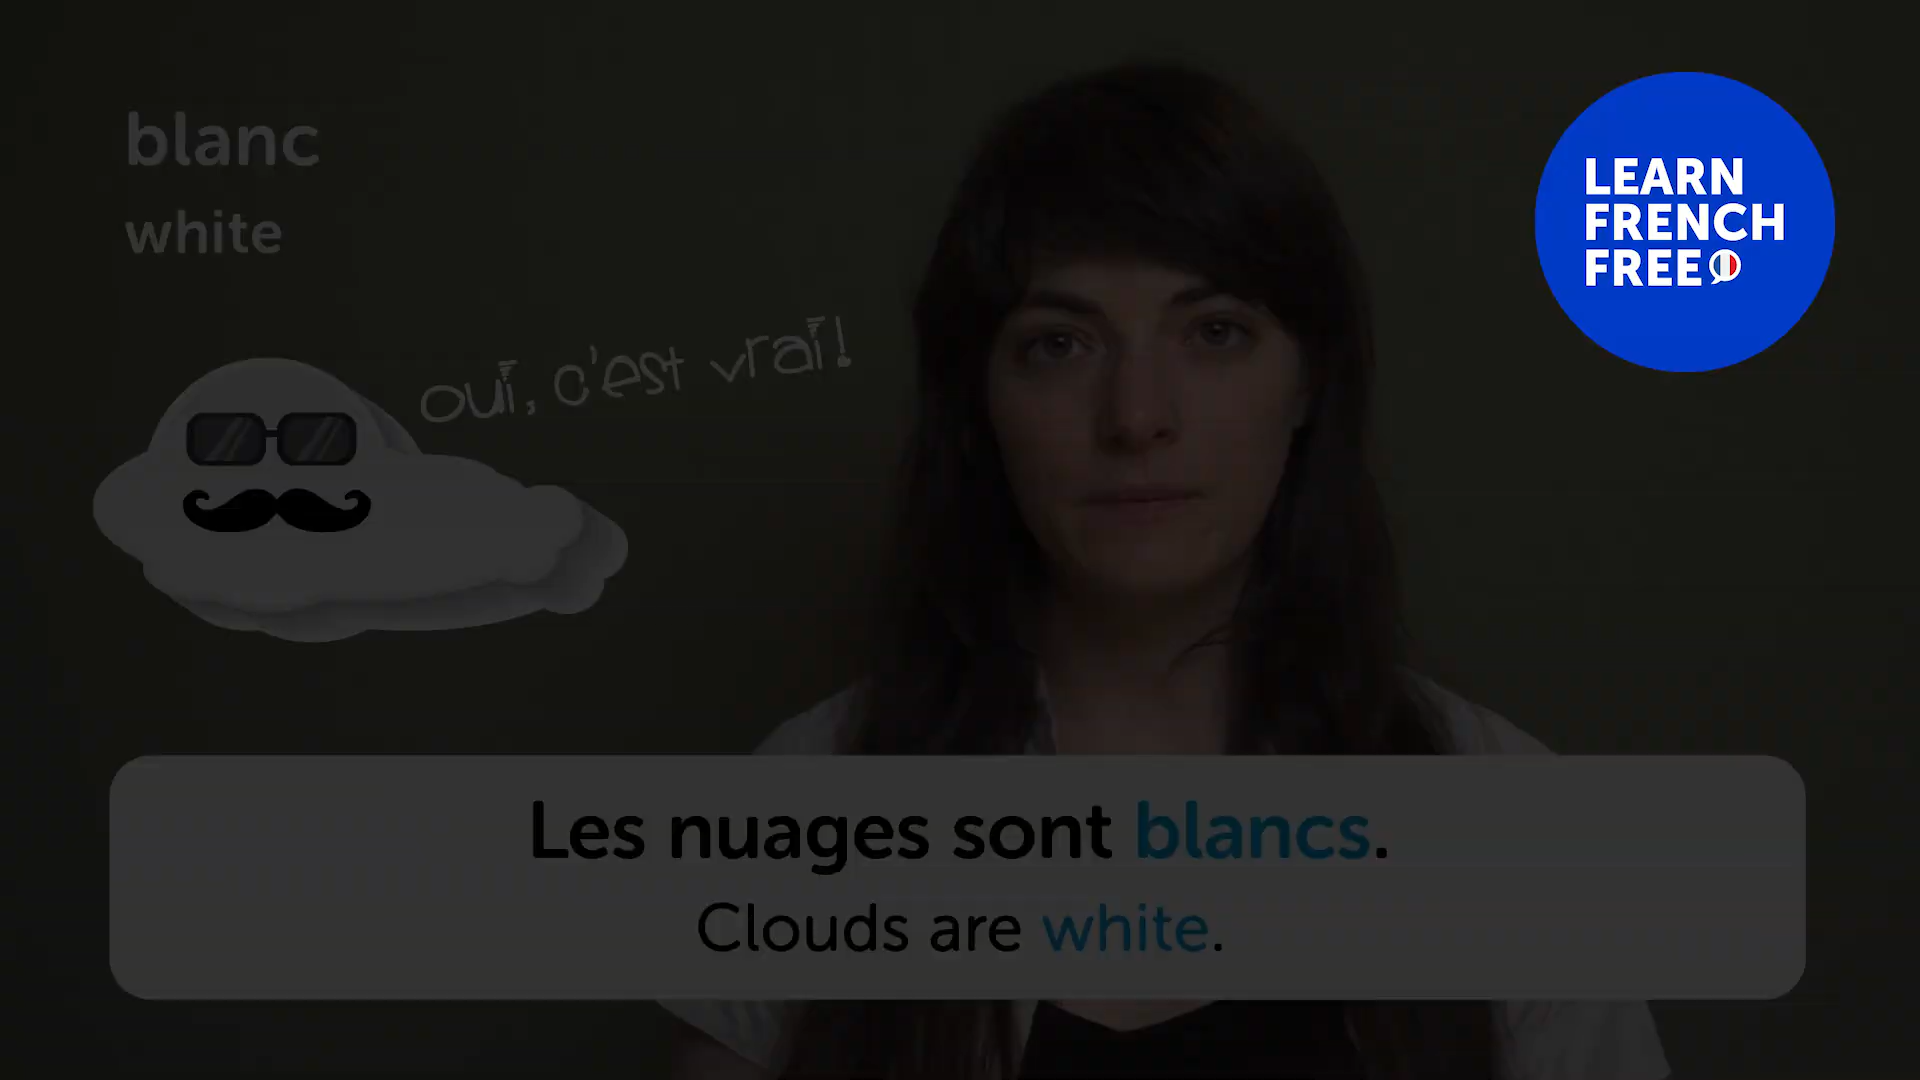 blanc
white
oui, c'est vrai!
LEARN
FRENCH
FREE
Les nuages sont blancs.
Clouds are white.